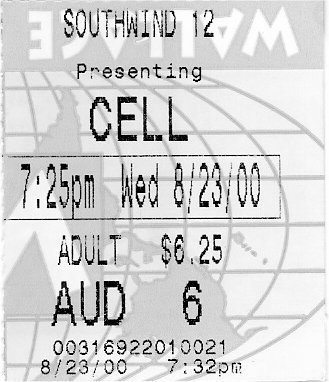 WALLACE
SOUTHWIND 12
Presenting
CELL
7:25pm Wed 8/23/00
ADULT $6.25
AUD 6
00316922010021
8/23/00 7:32pm